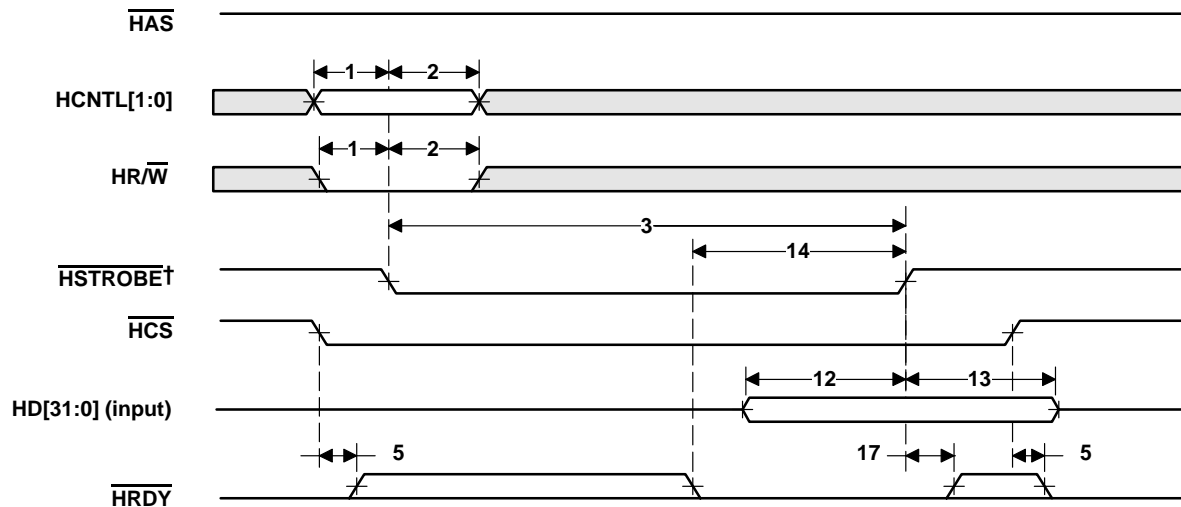 HAS
1 2
HCNTL[1:0]
1 2
HR/W
3
14
HSTROBE†
HCS
12 13
HD[31:0] (input)
5 17 5
HRDY